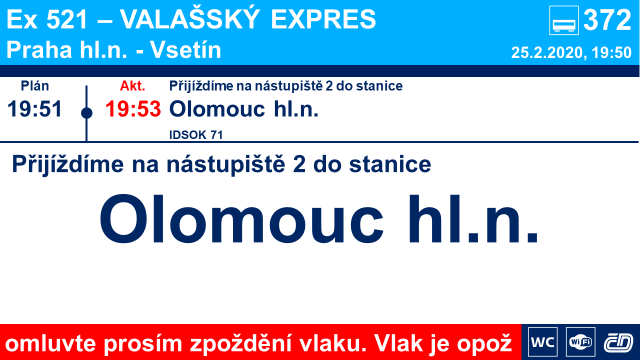 Ex 521 – VALAŠSKÝ EXPRES
372
Praha hl.n. - Vsetín
25.2.2020, 19:50
Plán
Akt.
Přijíždíme na nástupiště 2 do stanice
19:51
19:53
Olomouc hl.n.
IDSOK 71
Přijíždíme na nástupiště 2 do stanice
Olomouc hl.n.
omluvte prosím zpoždění vlaku. Vlak je opož
WC
WiFi
ČD